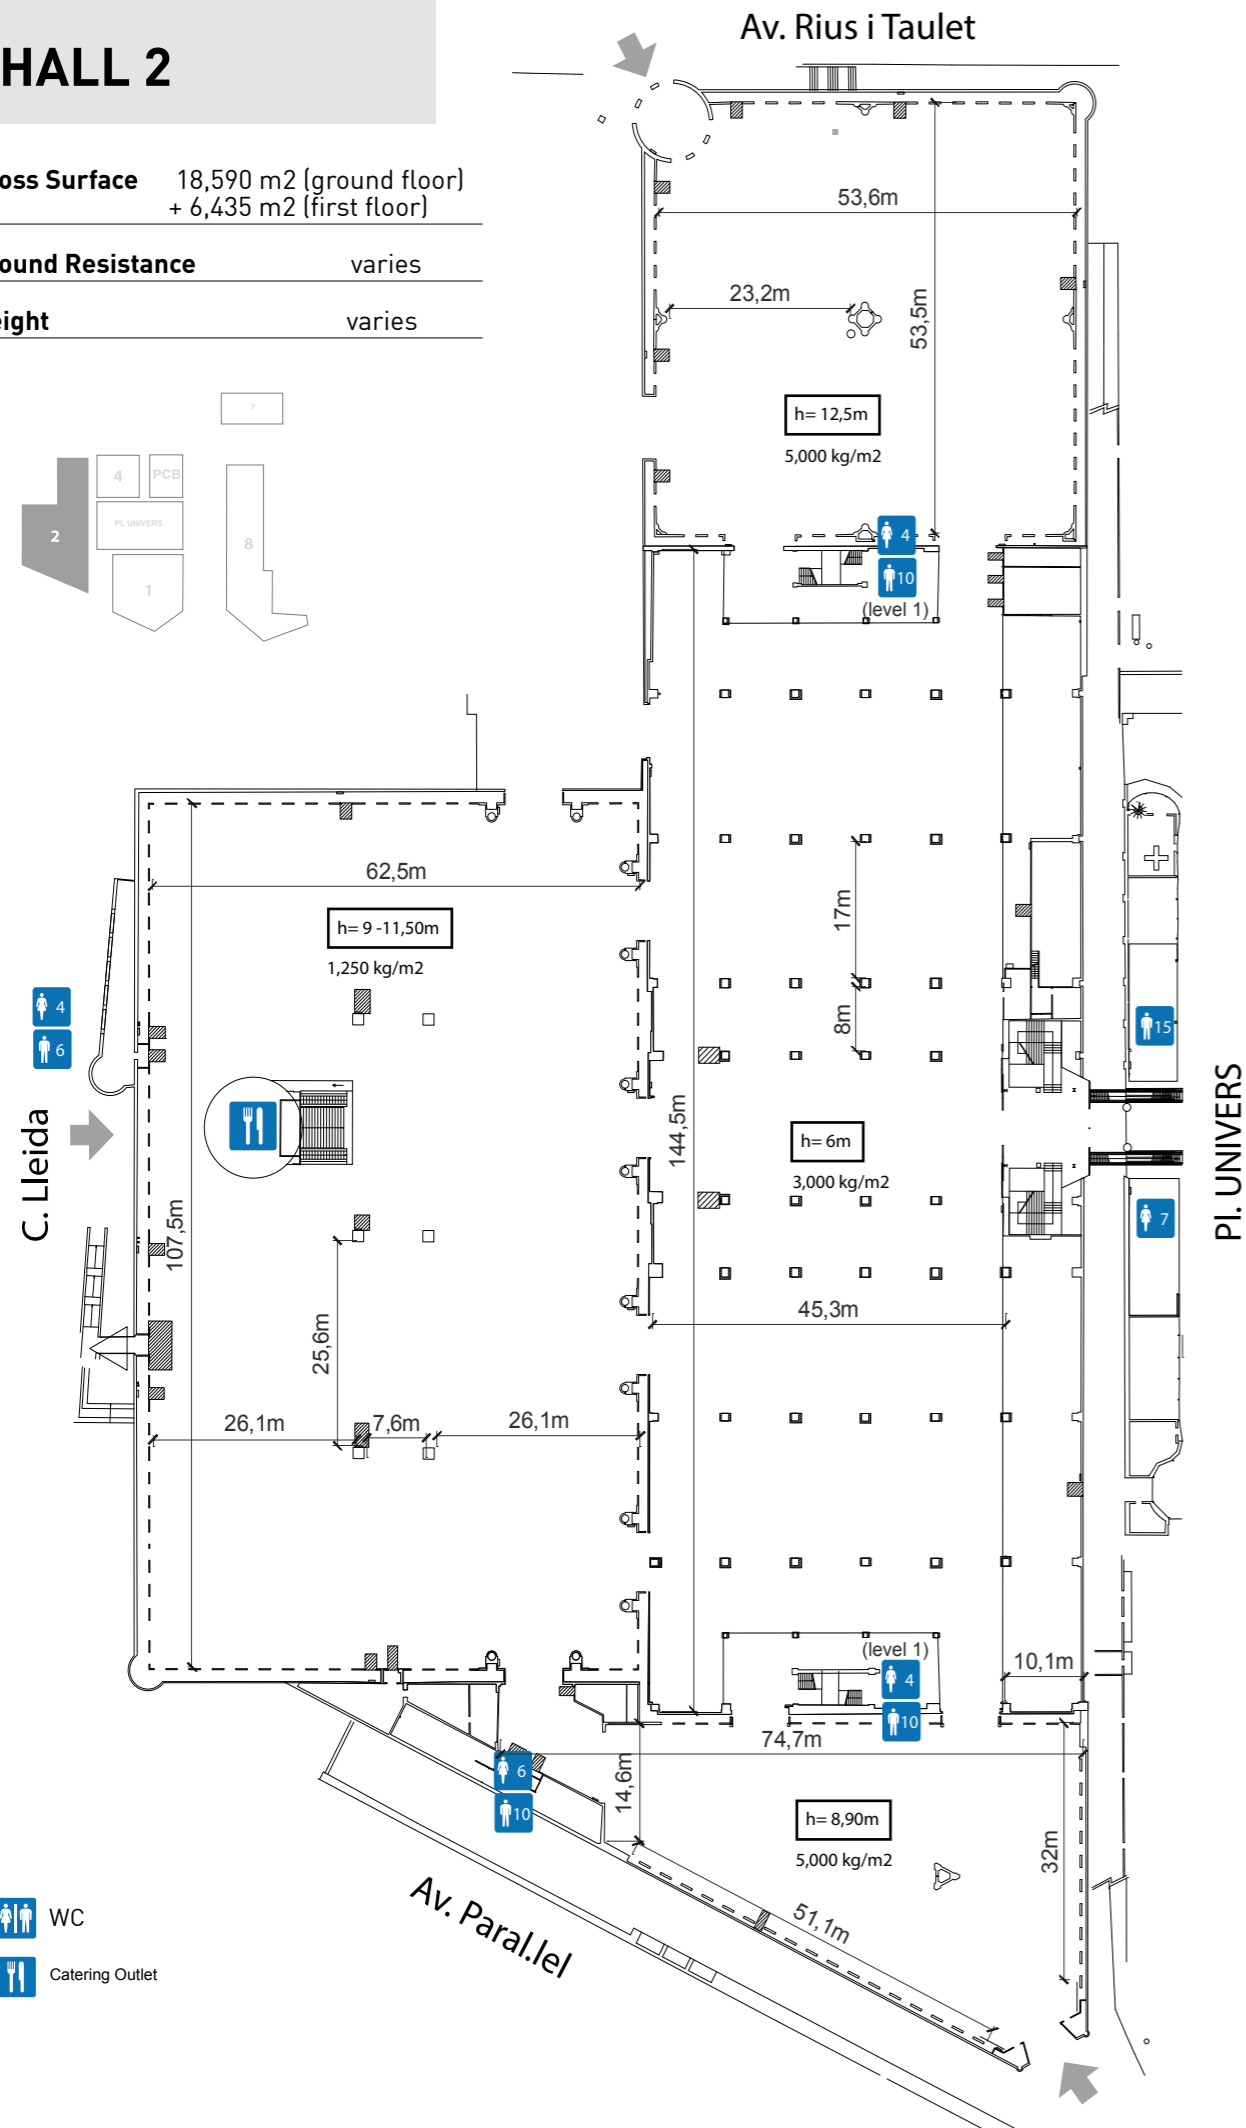 HALL 2
Av. Rius i Taulet
oss Surface 18,590 m2 (ground floor)
+ 6,435 m2 (first floor)
ound Resistance varies
eight varies
7
4
PCB
PL UNIVERS
2
8
1
53,6m
23,2m
53,5m
h= 12,5m
5,000 kg/m2
4
10
(level 1)
62,5m
h= 9 -11,50m
1,250 kg/m2
17m
8m
4
6
15
C. Lleida
144,5m
h= 6m
3,000 kg/m2
Pl. UNIVERS
7
107,5m
45,3m
25,6m
26,1m
7,6m
26,1m
(level 1)
4
10
10,1m
74,7m
6
10
14,6m
h= 8,90m
5,000 kg/m2
32m
51,1m
Av. Paral.lel
WC
Catering Outlet